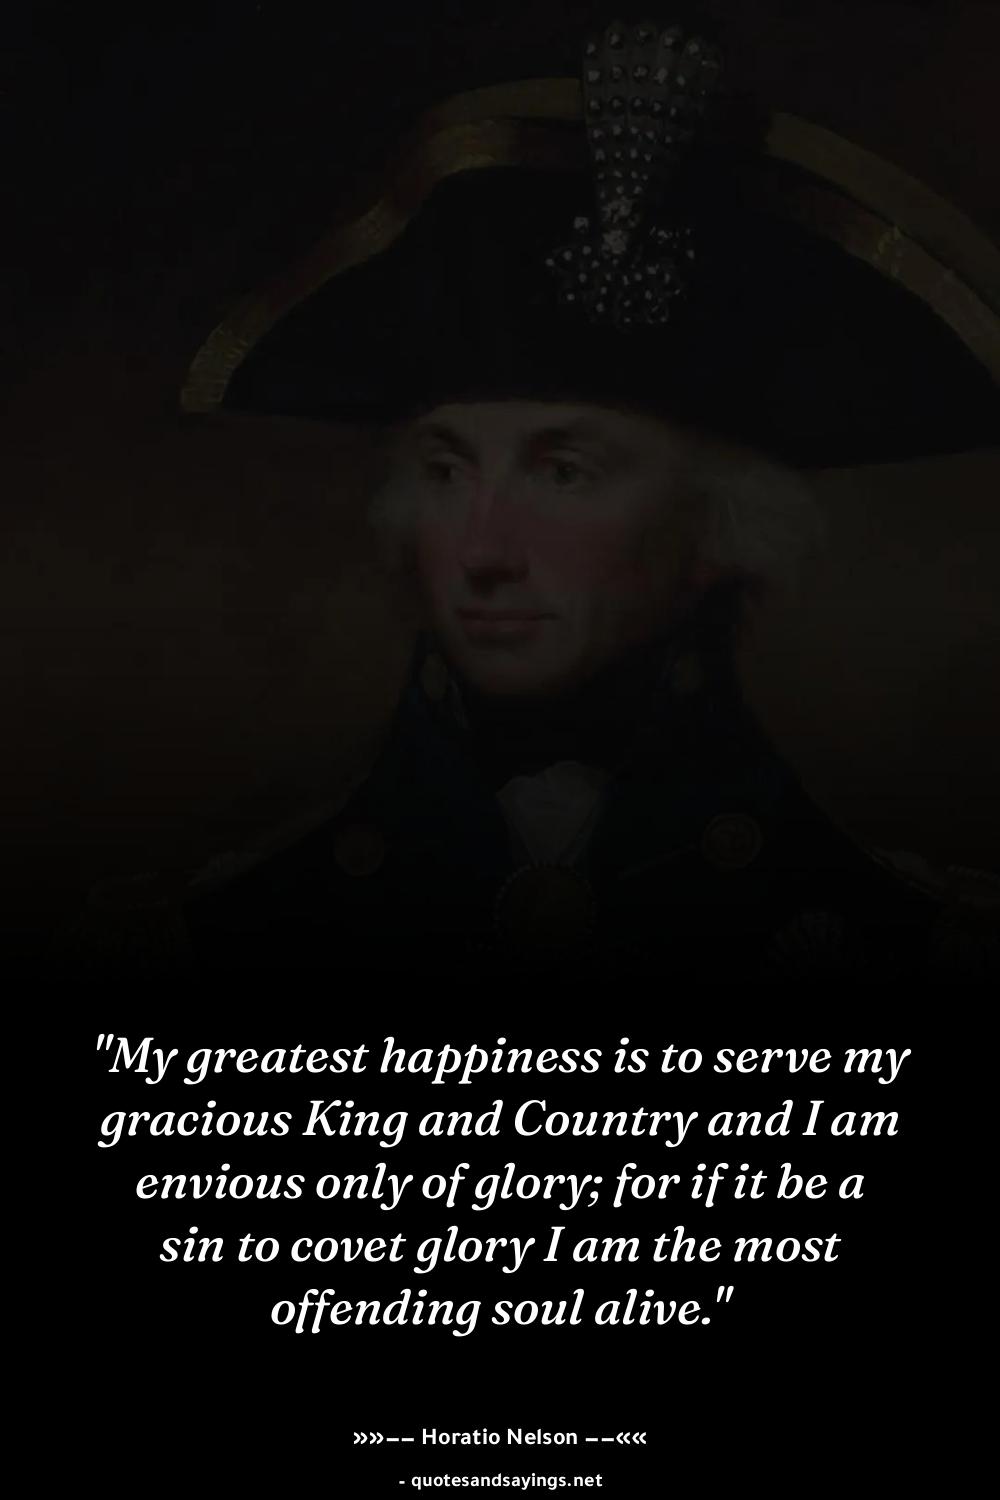 "My greatest happiness is to serve my
gracious King and Country and I am
envious only of glory; for if it be a
sin to covet glory I am the most
offending soul alive."
»»−− Horatio Nelson −−««
- quotesandsayings.net